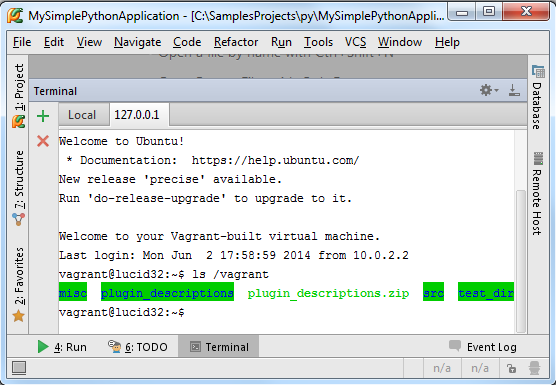 MySimplePythonApplication - [C:\SamplesProjects\py\MySimplePythonAppli...
File Edit View Navigate Code Refactor Run Tools VCS Window Help
Terminal
Local 127.0.0.1
Welcome to Ubuntu!
* Documentation: https://help.ubuntu.com/
New release 'precise' available.
Run 'do-release-upgrade' to upgrade to it.
Welcome to your Vagrant-built virtual machine.
Last login: Mon Jun 2 17:58:59 2014 from 10.0.2.2
vagrant@lucid32:~$ ls /vagrant
misc plugin_descriptions plugin_descriptions.zip src test_dir
vagrant@lucid32:~$
1: Project
7: Structure
2: Favorites
Database
Remote Host
4: Run 6: TODO Terminal Event Log
n/a n/a